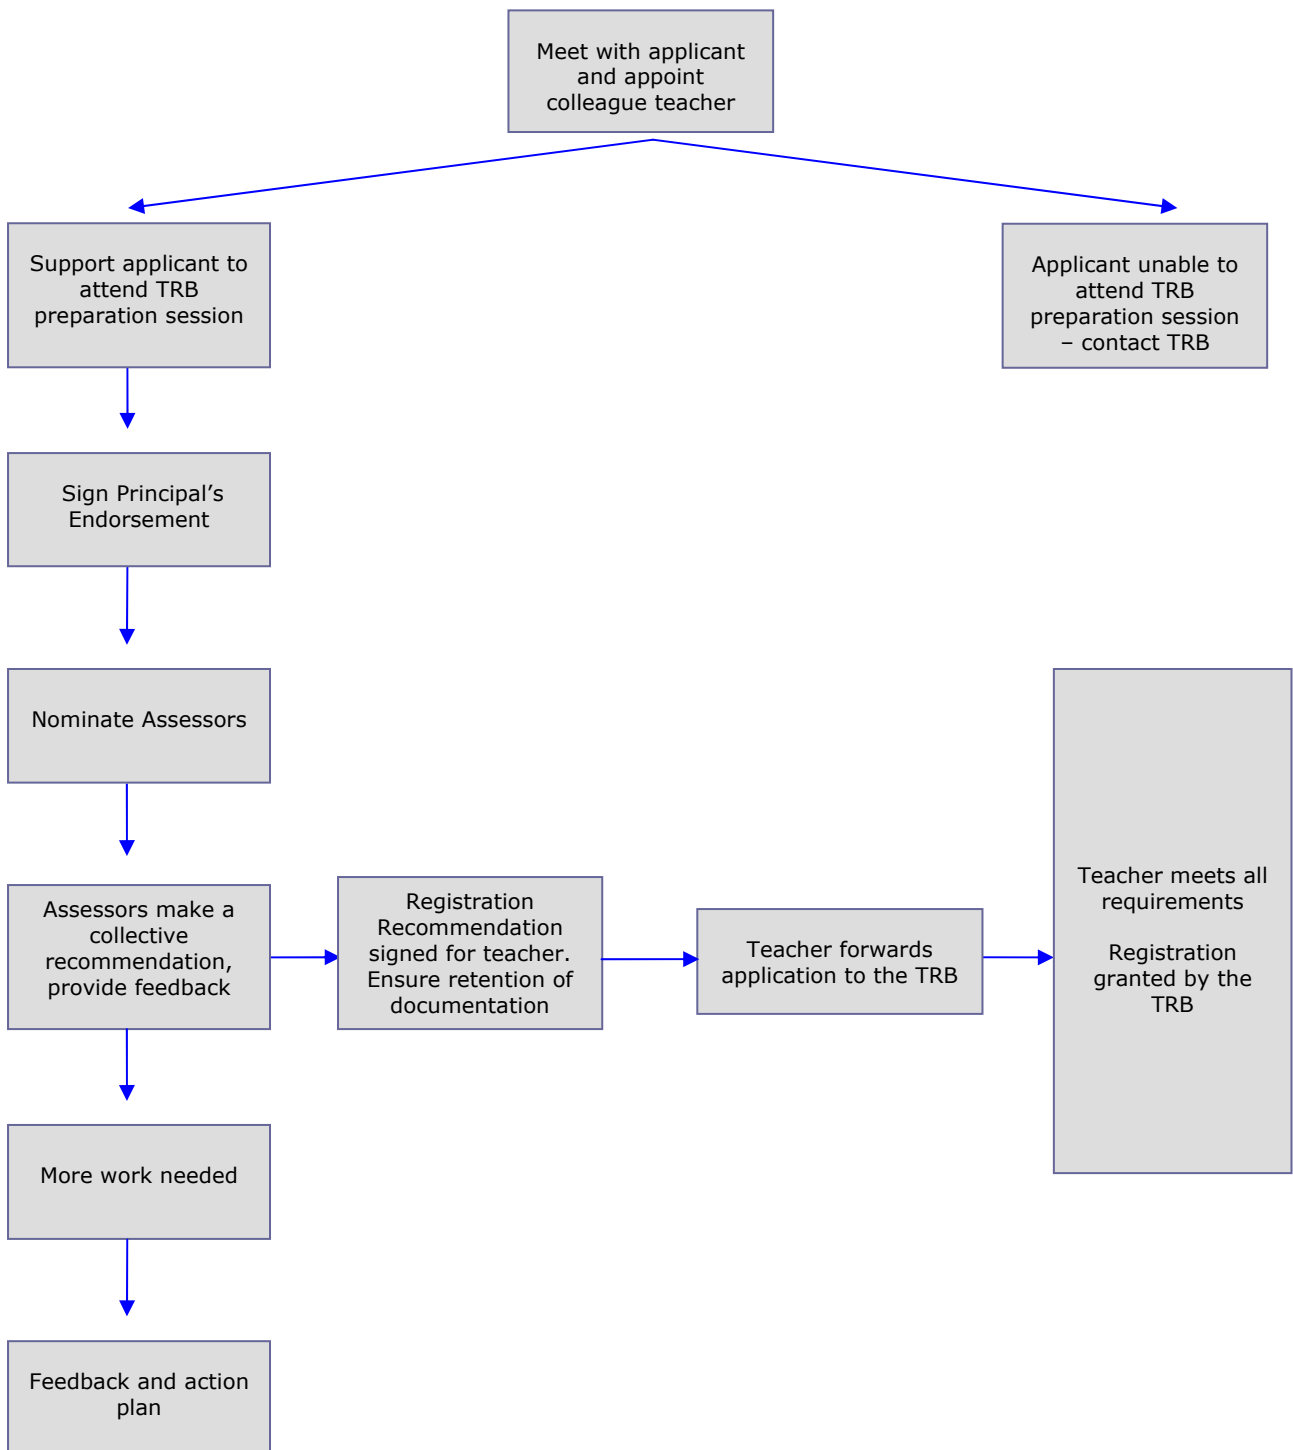 Meet with applicant
and appoint
colleague teacher
Support applicant to
attend TRB
preparation session
Applicant unable to
attend TRB
preparation session
– contact TRB
Sign Principal’s
Endorsement
Nominate Assessors
Assessors make a
collective
recommendation,
provide feedback
Registration
Recommendation
signed for teacher.
Ensure retention of
documentation
Teacher forwards
application to the TRB
Teacher meets all
requirements
Registration
granted by the
TRB
More work needed
Feedback and action
plan